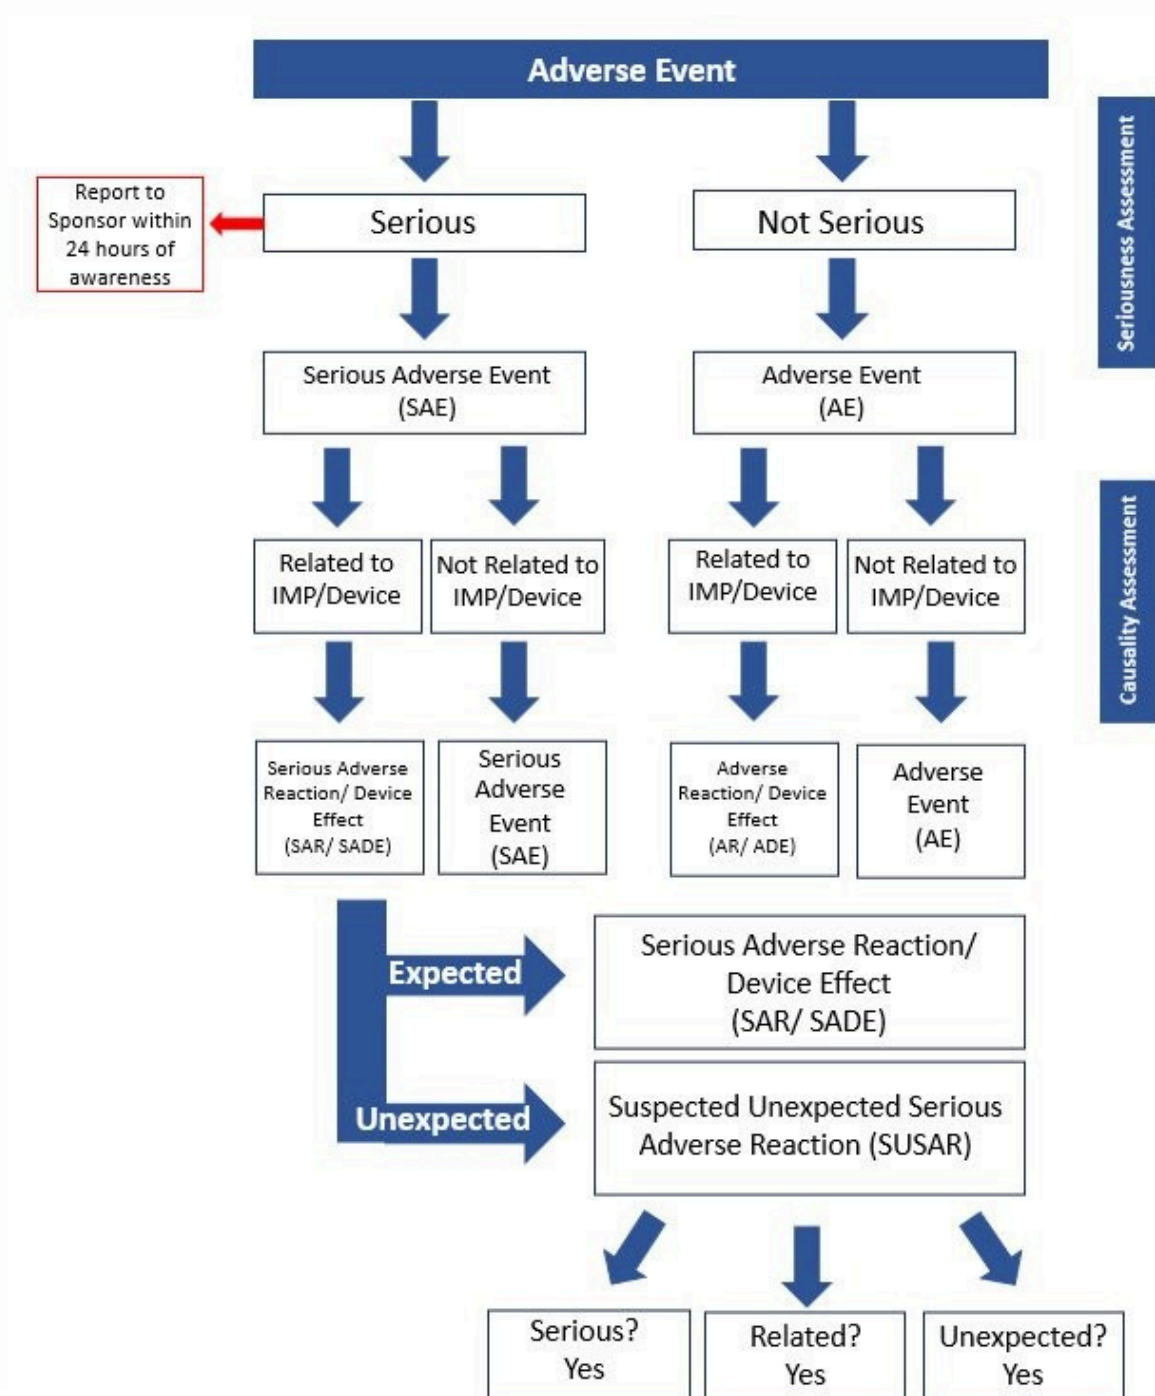 Adverse Event
Seriousness Assessment
Report to
Sponsor within
24 hours of
awareness
Serious
Not Serious
Serious Adverse Event
(SAE)
Adverse Event
(AE)
Causality Assessment
Related to
IMP/Device
Not Related to
IMP/Device
Related to
IMP/Device
Not Related to
IMP/Device
Serious Adverse
Reaction/ Device
Effect
(SAR/ SADE)
Serious
Adverse
Event
(SAE)
Adverse
Reaction/ Device
Effect
(AR/ ADE)
Adverse
Event
(AE)
Expected
Serious Adverse Reaction/
Device Effect
(SAR/ SADE)
Unexpected
Suspected Unexpected Serious
Adverse Reaction (SUSAR)
Serious?
Yes
Related?
Yes
Unexpected?
Yes